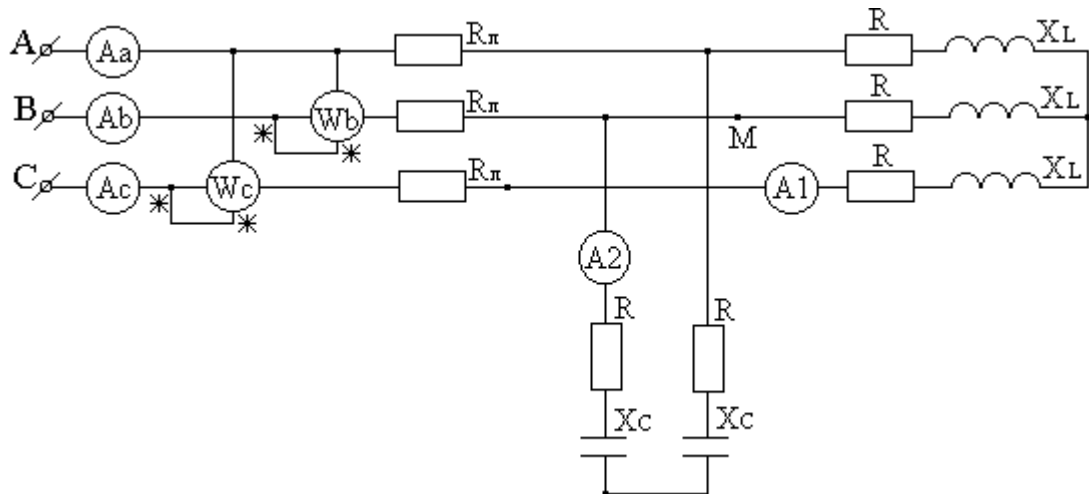 A Aa Rл R XL
B Ab Wb Rл M R XL
C Ac Wc Rл A1 R XL
A2
R R
Xc Xc